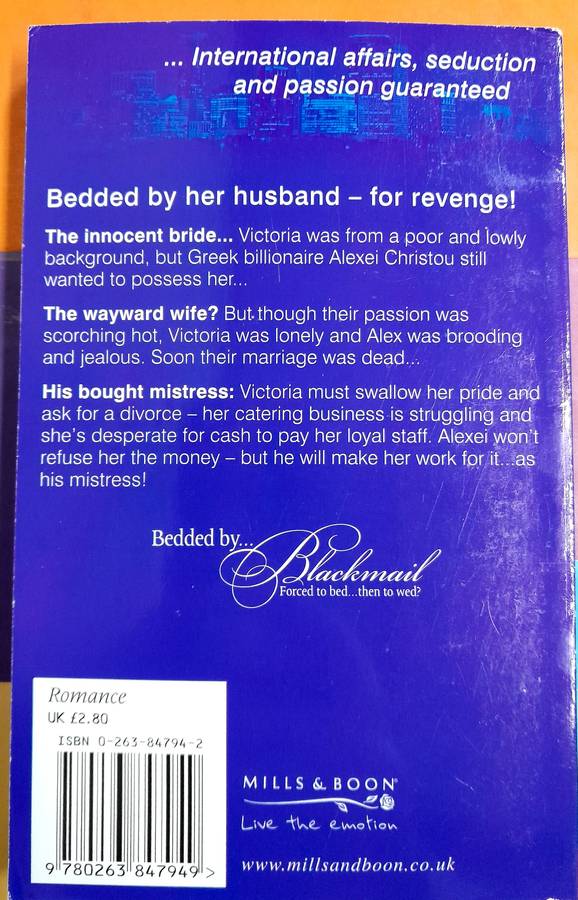 ... International affairs, seduction
and passion guaranteed
Bedded by her husband – for revenge!
The innocent bride... Victoria was from a poor and lowly
background, but Greek billionaire Alexei Christou still
wanted to possess her...
The wayward wife? But though their passion was
scorching hot, Victoria was lonely and Alex was brooding
and jealous. Soon their marriage was dead...
His bought mistress: Victoria must swallow her pride and
ask for a divorce – her catering business is struggling and
she's desperate for cash to pay her loyal staff. Alexei won't
refuse her the money – but he will make her work for it...as
his mistress!
Bedded by...
Blackmail
Forced to bed...then to wed?
Romance
UK £2.80
ISBN 0-263-84794-2
9 780263 847949 >
MILLS & BOON®
Live the emotion
www.millsandboon.co.uk